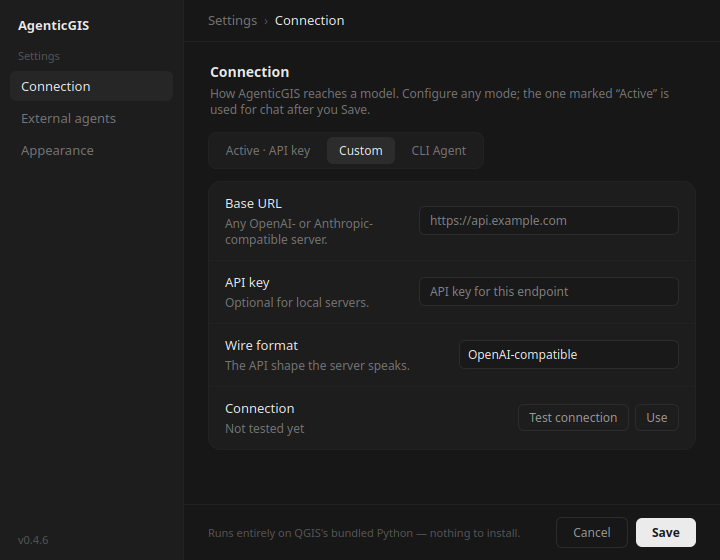 AgenticGIS
Settings
Connection
External agents
Appearance
v0.4.6
Settings › Connection
Connection
How AgenticGIS reaches a model. Configure any mode; the one marked “Active” is
used for chat after you Save.
Active · API key
Custom
CLI Agent
Base URL
Any OpenAI- or Anthropic-
compatible server.
https://api.example.com
API key
Optional for local servers.
API key for this endpoint
Wire format
The API shape the server speaks.
OpenAI-compatible
Connection
Not tested yet
Test connection
Use
Runs entirely on QGIS's bundled Python — nothing to install.
Cancel
Save